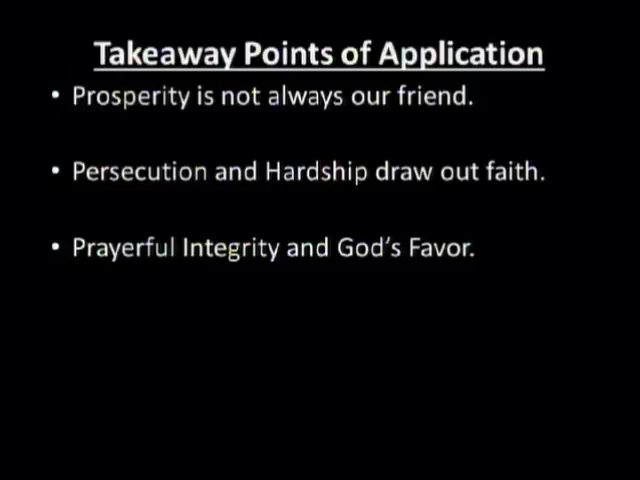 Takeaway Points of Application
• Prosperity is not always our friend.
• Persecution and Hardship draw out faith.
• Prayerful Integrity and God's Favor.